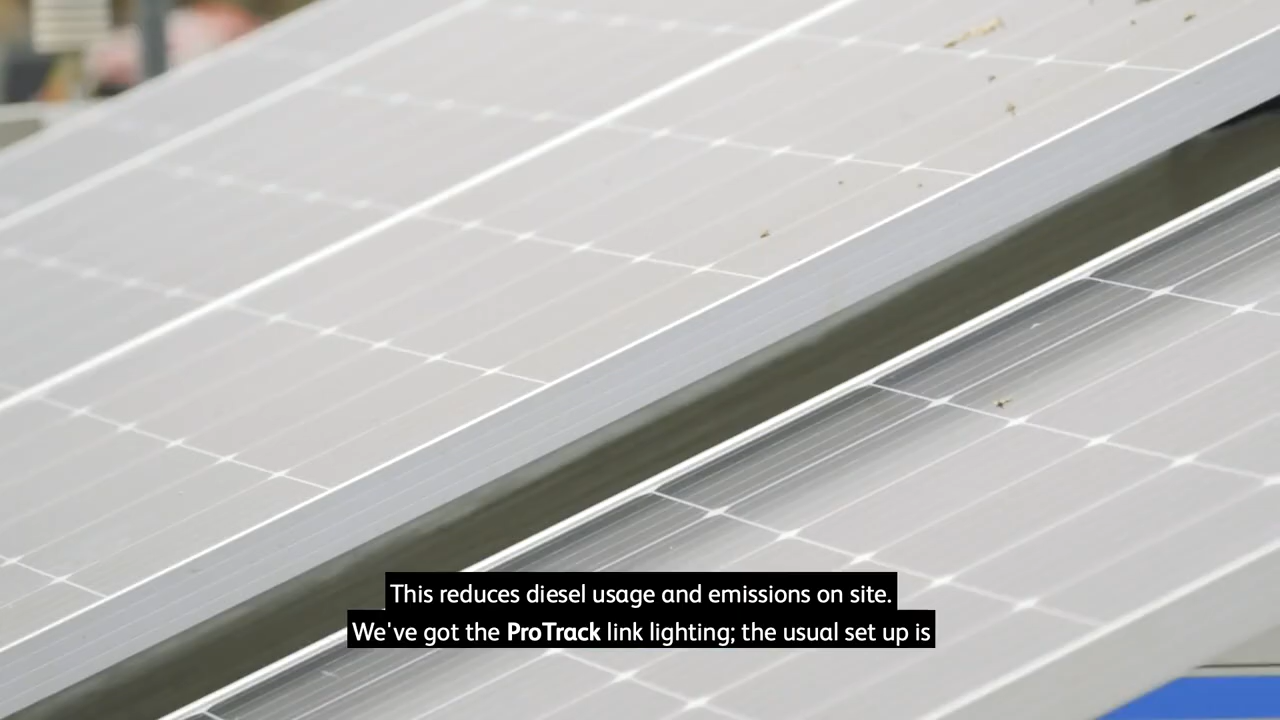 This reduces diesel usage and emissions on site.
We've got the ProTrack link lighting; the usual set up is